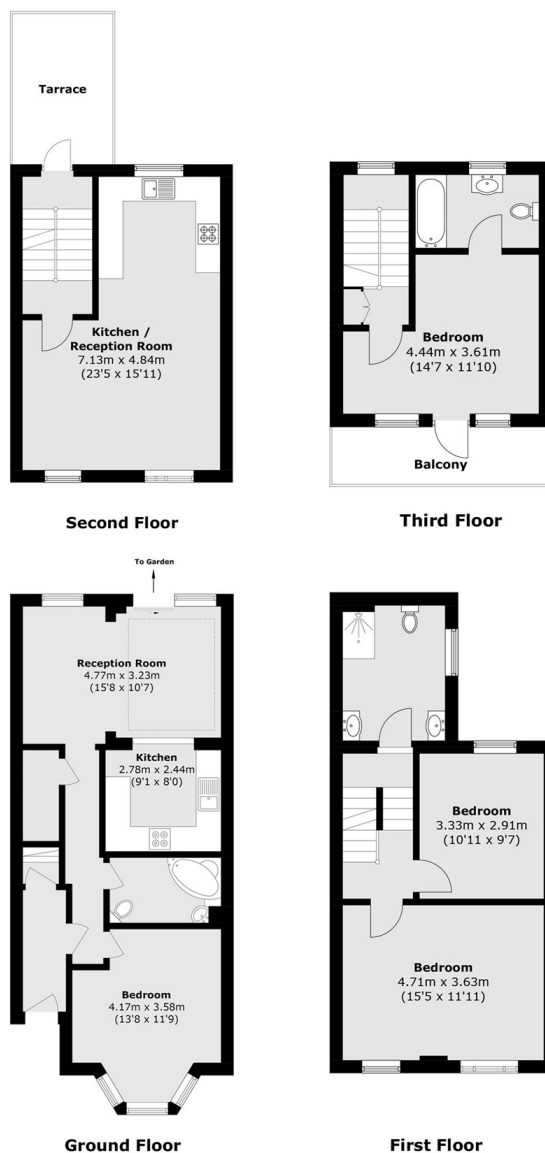 Tarrace
Kitchen /
Reception Room
7.13m x 4.84m
(23'5 x 15'11)
Second Floor
Bedroom
4.44m x 3.61m
(14'7 x 11'10)
Balcony
Third Floor
To Garden
Reception Room
4.77m x 3.23m
(15'8 x 10'7)
Kitchen
2.78m x 2.44m
(9'1 x 8'0)
Bedroom
4.17m x 3.58m
(13'8 x 11'9)
Ground Floor
Bedroom
3.33m x 2.91m
(10'11 x 9'7)
Bedroom
4.71m x 3.63m
(15'5 x 11'11)
First Floor